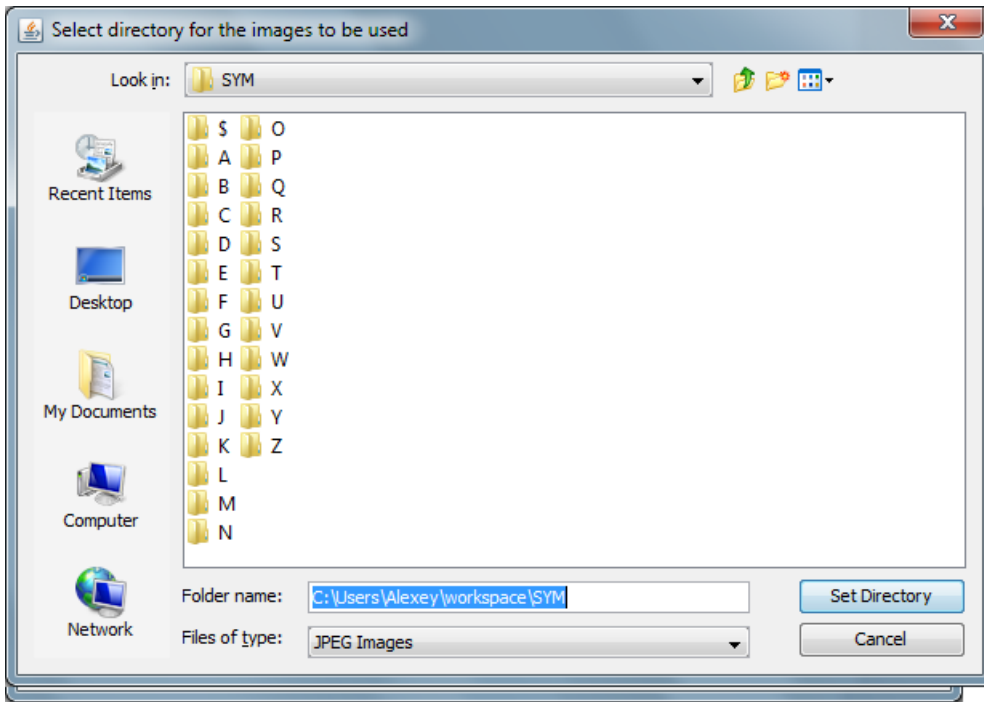 Select directory for the images to be used
Look in: SYM
$ O
A P
B Q
C R
D S
E T
F U
G V
H W
I X
J Y
K Z
L
M
N
Recent Items
Desktop
My Documents
Computer
Network
Folder name: C:\Users\Alexey\workspace\SYM Set Directory
Files of type: JPEG Images Cancel